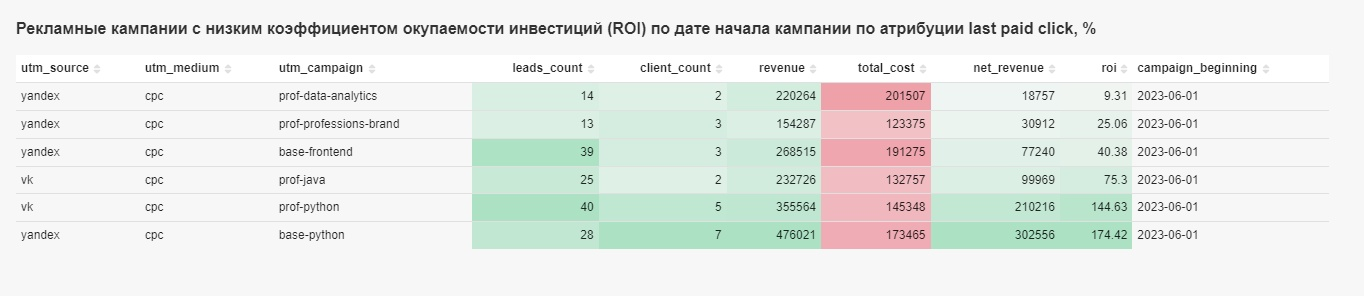 Рекламные кампании с низким коэффициентом окупаемости инвестиций (ROI) по дате начала кампании по атрибуции last paid click, %
utm_source utm_medium utm_campaign leads_count client_count revenue total_cost net_revenue roi campaign_beginning
yandex cpc prof-data-analytics 14 2 220264 201507 18757 9.31 2023-06-01
yandex cpc prof-professions-brand 13 3 154287 123375 30912 25.06 2023-06-01
yandex cpc base-frontend 39 3 268515 191275 77240 40.38 2023-06-01
vk cpc prof-java 25 2 232726 132757 99969 75.3 2023-06-01
vk cpc prof-python 40 5 355564 145348 210216 144.63 2023-06-01
yandex cpc base-python 28 7 476021 173465 302556 174.42 2023-06-01